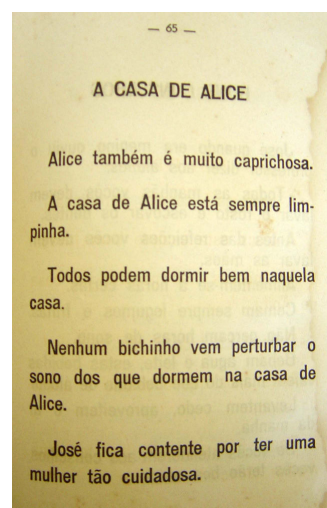 — 65 —
A CASA DE ALICE
Alice também é muito caprichosa.
A casa de Alice está sempre lim-
pinha.
Todos podem dormir bem naquela
casa.
Nenhum bichinho vem perturbar o
sono dos que dormem na casa de
Alice.
José fica contente por ter uma
mulher tão cuidadosa.